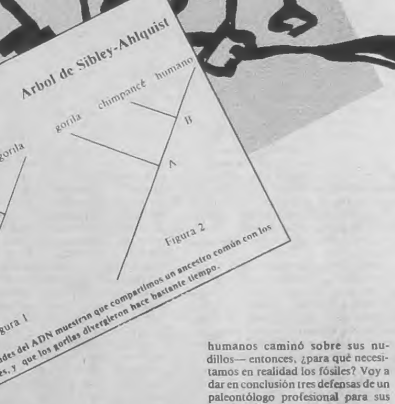 Arbol de Sibley-Ahlquist
gorila chimpancé humano
gorila
B
A
Figura 2
gura 1
des del ADN muestran que compartimos un ancestro común con los
es, y que los gorilas divergieron hace bastante tiempo.
humanos caminó sobre sus nu-
dillos— entonces, ¿para qué necesi-
tamos en realidad los fósiles? Voy a
dar en conclusión tres defensas de un
paleontólogo profesional para sus